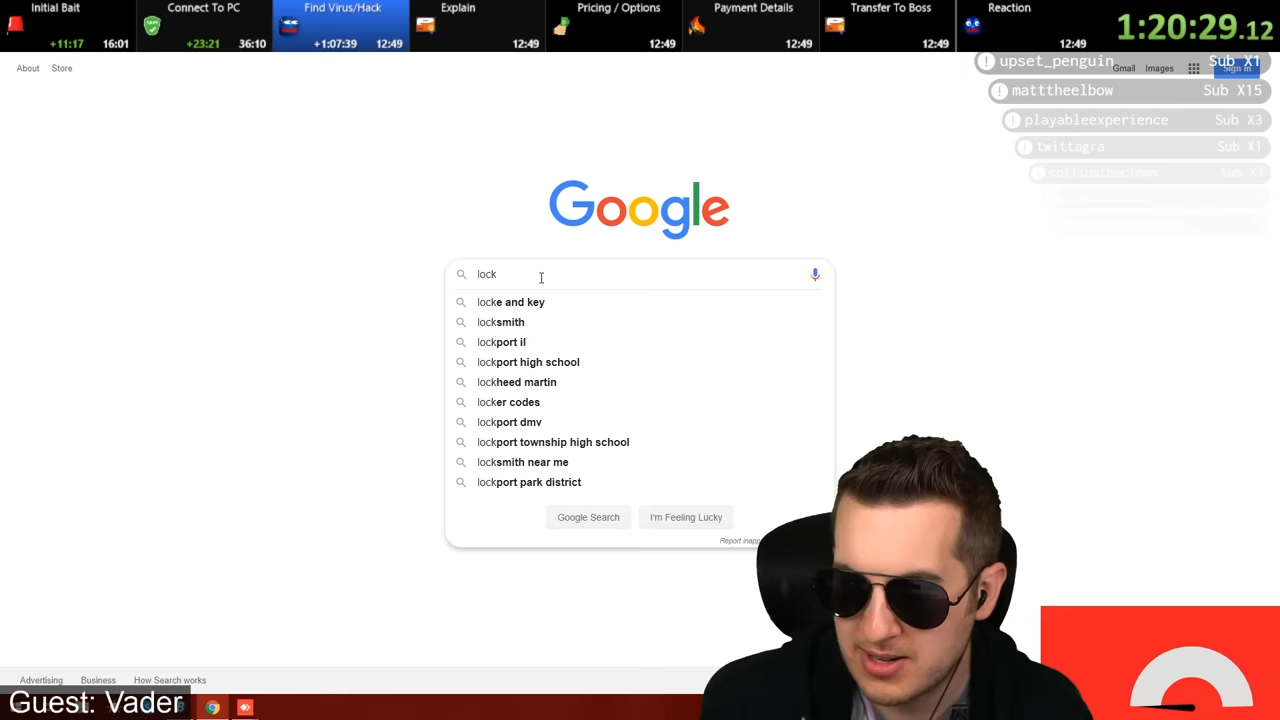 Initial Bait
+11:17 16:01
Connect To PC
+23:21 36:10
Find Virus/Hack
+1:07:39 12:49
Explain
12:49
Pricing / Options
12:49
Payment Details
12:49
Transfer To Boss
12:49
Reaction
12:49
1:20:29.12
About Store
Gmail Images Sign in
upset_penguin Sub X1
matttheelbow Sub X15
playableexperience Sub X3
twittagra Sub X1
Google
lock
locke and key
locksmith
lockport il
lockport high school
lockheed martin
locker codes
lockport dmv
lockport township high school
locksmith near me
lockport park district
Google Search I'm Feeling Lucky
Report
Advertising Business How Search works
Guest: Vader